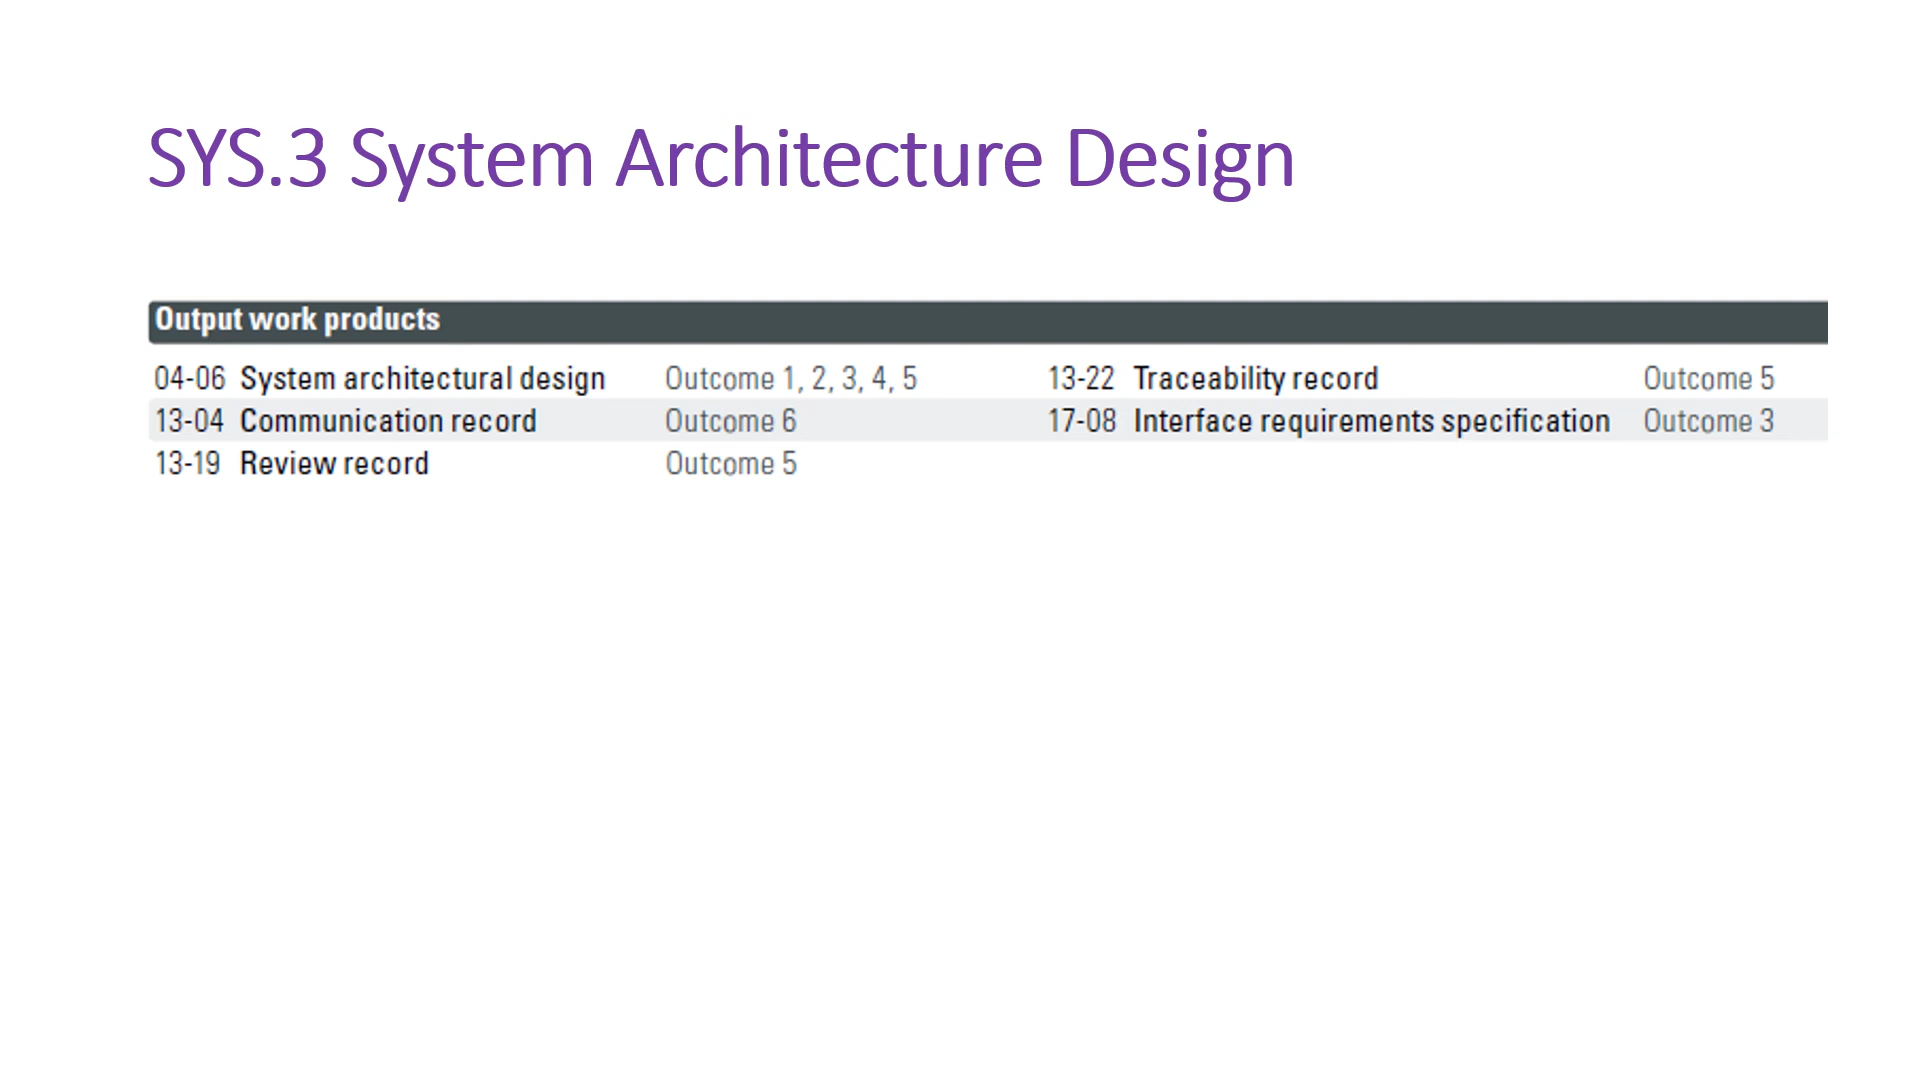 SYS.3 System Architecture Design
Output work products
04-06 System architectural design Outcome 1, 2, 3, 4, 5 13-22 Traceability record Outcome 5
13-04 Communication record Outcome 6 17-08 Interface requirements specification Outcome 3
13-19 Review record Outcome 5